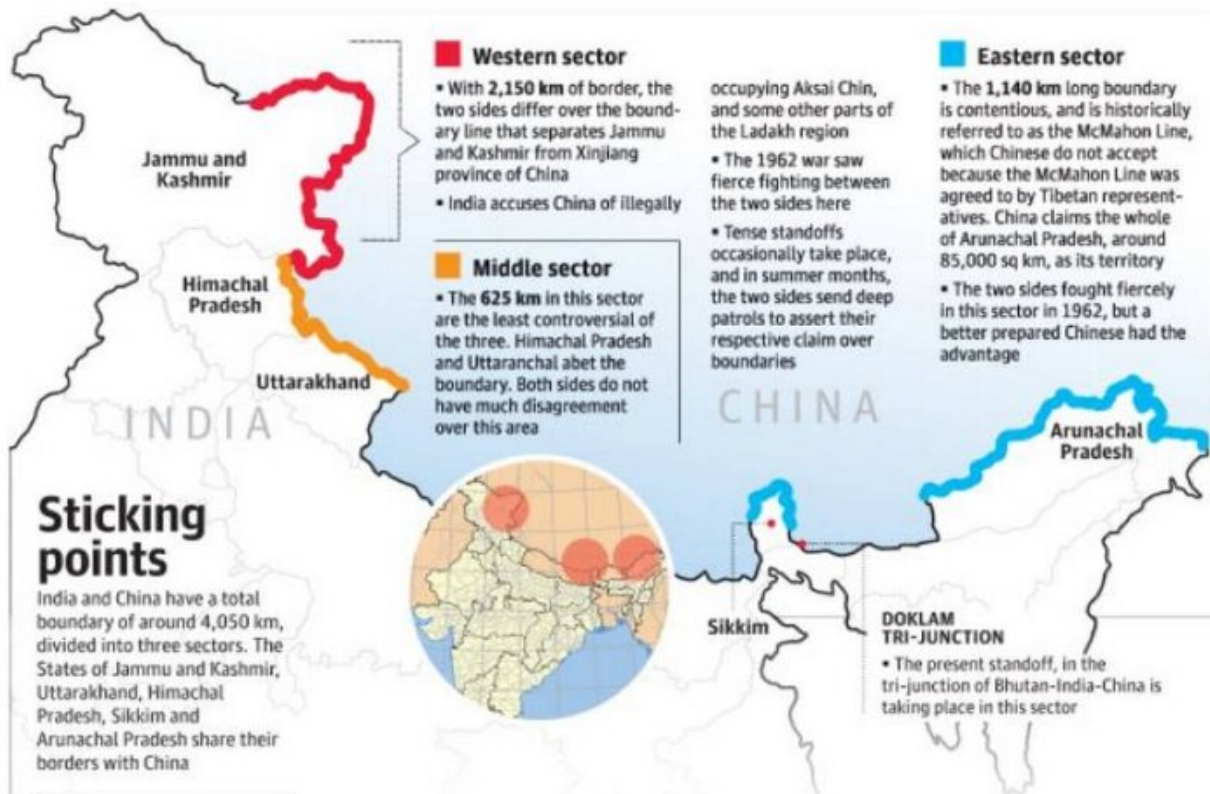 Western sector
▪ With 2,150 km of border, the
two sides differ over the bound-
ary line that separates Jammu
and Kashmir from Xinjiang
province of China
▪ India accuses China of illegally
occupying Aksai Chin,
and some other parts of
the Ladakh region
▪ The 1962 war saw
fierce fighting between
the two sides here
▪ Tense standoffs
occasionally take place,
and in summer months,
the two sides send deep
patrols to assert their
respective claim over
boundaries
Middle sector
▪ The 625 km in this sector
are the least controversial of
the three. Himachal Pradesh
and Uttaranchal abet the
boundary. Both sides do not
have much disagreement
over this area
Eastern sector
▪ The 1,140 km long boundary
is contentious, and is historically
referred to as the McMahon Line,
which Chinese do not accept
because the McMahon Line was
agreed to by Tibetan represent-
atives. China claims the whole
of Arunachal Pradesh, around
85,000 sq km, as its territory
▪ The two sides fought fiercely
in this sector in 1962, but a
better prepared Chinese had the
advantage
Jammu and
Kashmir
Himachal
Pradesh
Uttarakhand
INDIA
CHINA
Arunachal
Pradesh
Sticking
points
India and China have a total
boundary of around 4,050 km,
divided into three sectors. The
States of Jammu and Kashmir,
Uttarakhand, Himachal
Pradesh, Sikkim and
Arunachal Pradesh share their
borders with China
Sikkim
DOKLAM
TRI-JUNCTION
▪ The present standoff, in the
tri-junction of Bhutan-India-China is
taking place in this sector